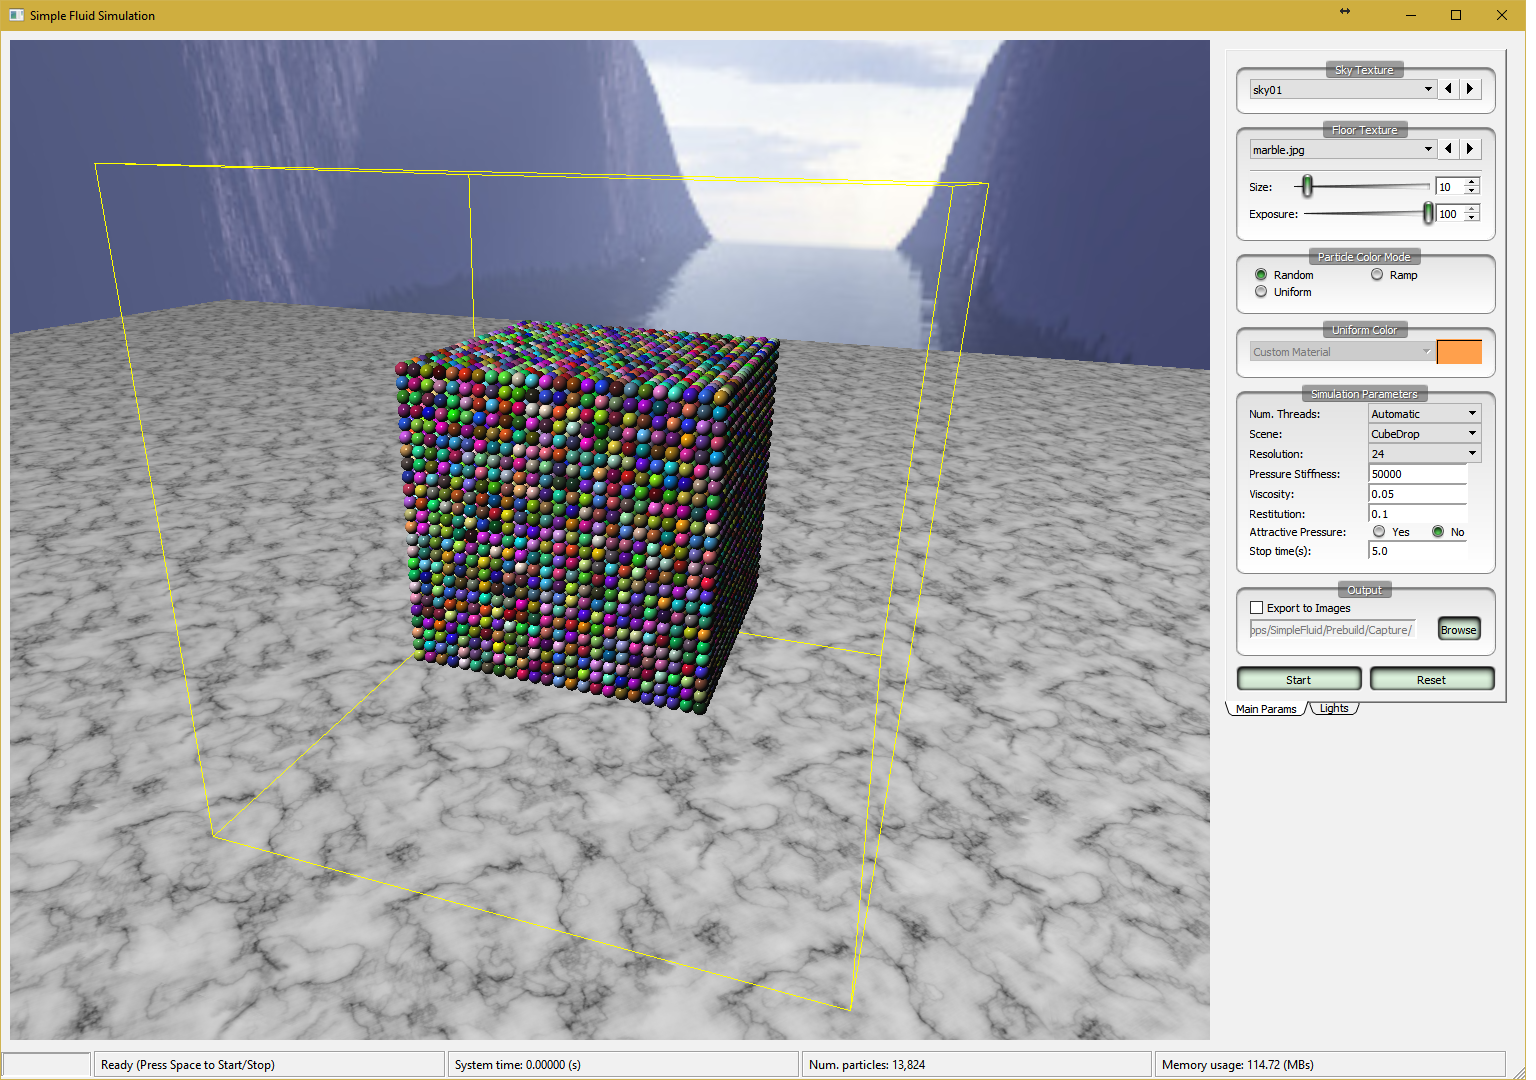 Simple Fluid Simulation
Sky Texture
sky01
Floor Texture
marble.jpg
Size: 10
Exposure: 100
Particle Color Mode
Random Ramp
Uniform
Uniform Color
Custom Material
Simulation Parameters
Num. Threads: Automatic
Scene: CubeDrop
Resolution: 24
Pressure Stiffness: 50000
Viscosity: 0.05
Restitution: 0.1
Attractive Pressure: Yes No
Stop time(s): 5.0
Output
Export to Images
pps/SimpleFluid/Prebuild/Capture/ Browse
Start Reset
Main Params Lights
Ready (Press Space to Start/Stop) System time: 0.00000 (s) Num. particles: 13,824 Memory usage: 114.72 (MBs)